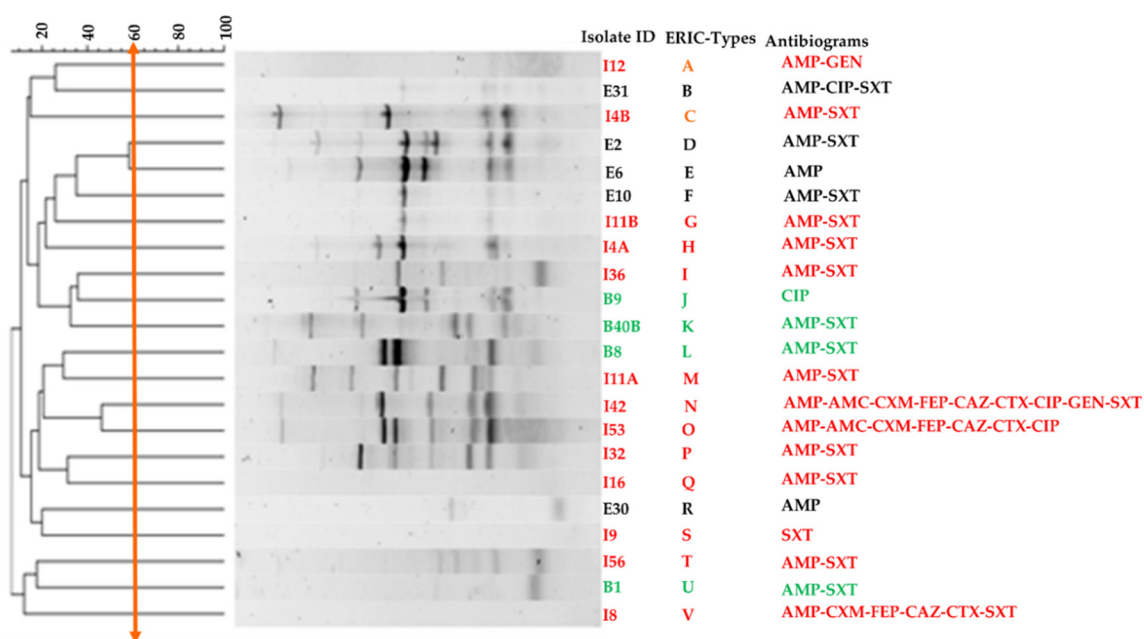 20 40 60 80 100
Isolate ID ERIC-Types Antibiograms
I12 A AMP-GEN
E31 B AMP-CIP-SXT
I4B C AMP-SXT
E2 D AMP-SXT
E6 E AMP
E10 F AMP-SXT
I11B G AMP-SXT
I4A H AMP-SXT
I36 I AMP-SXT
B9 J CIP
B40B K AMP-SXT
B8 L AMP-SXT
I11A M AMP-SXT
I42 N AMP-AMC-CXM-FEP-CAZ-CTX-CIP-GEN-SXT
I53 O AMP-AMC-CXM-FEP-CAZ-CTX-CIP
I32 P AMP-SXT
I16 Q AMP-SXT
E30 R AMP
I9 S SXT
I56 T AMP-SXT
B1 U AMP-SXT
I8 V AMP-CXM-FEP-CAZ-CTX-SXT